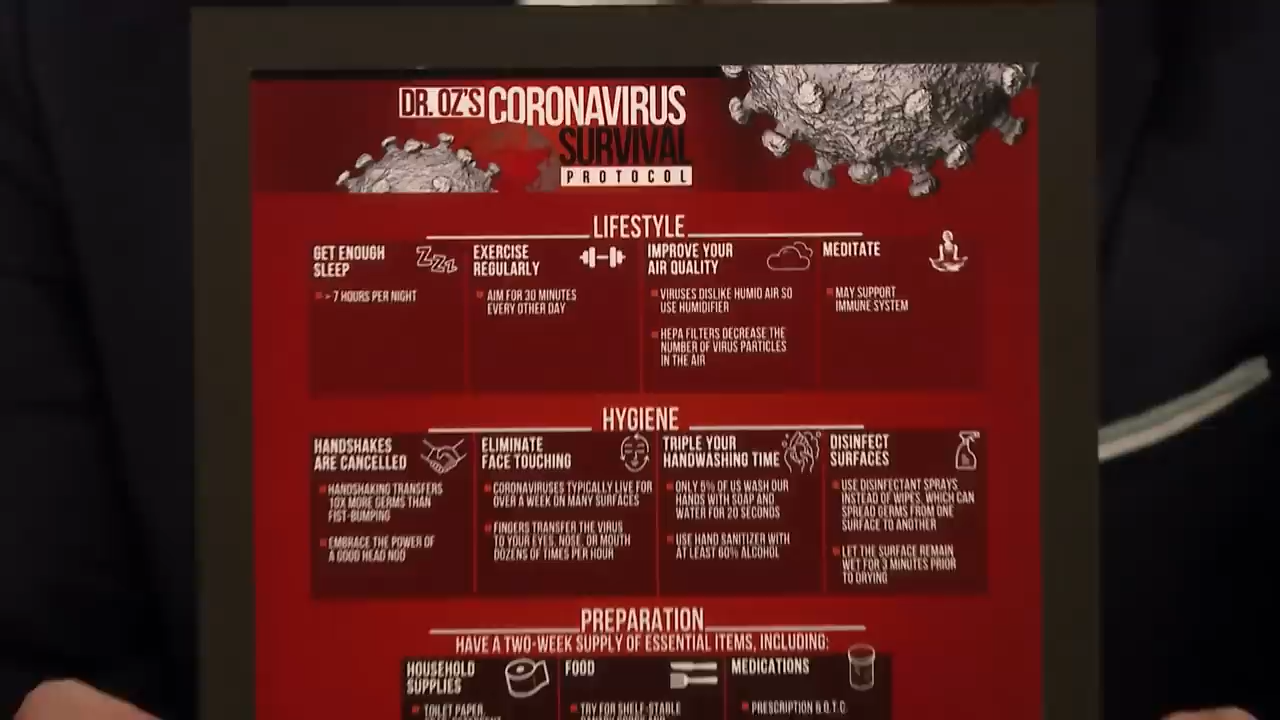 DR. OZ'S CORONAVIRUS
SURVIVAL
PROTOCOL
LIFESTYLE
GET ENOUGH
SLEEP
> 7 HOURS PER NIGHT
EXERCISE
REGULARLY
AIM FOR 30 MINUTES
EVERY OTHER DAY
IMPROVE YOUR
AIR QUALITY
VIRUSES DISLIKE HUMID AIR SO
USE HUMIDIFIER
HEPA FILTERS DECREASE THE
NUMBER OF VIRUS PARTICLES
IN THE AIR
MEDITATE
MAY SUPPORT
IMMUNE SYSTEM
HYGIENE
HANDSHAKES
ARE CANCELLED
HANDSHAKING TRANSFERS
10X MORE GERMS THAN
FIST-BUMPING
EMBRACE THE POWER OF
A GOOD HEAD NOD
ELIMINATE
FACE TOUCHING
CORONAVIRUSES TYPICALLY LIVE FOR
OVER A WEEK ON MANY SURFACES
FINGERS TRANSFER THE VIRUS
TO YOUR EYES, NOSE, OR MOUTH
DOZENS OF TIMES PER HOUR
TRIPLE YOUR
HANDWASHING TIME
ONLY 5% OF US WASH OUR
HANDS WITH SOAP AND
WATER FOR 20 SECONDS
USE HAND SANITIZER WITH
AT LEAST 60% ALCOHOL
DISINFECT
SURFACES
USE DISINFECTANT SPRAYS
INSTEAD OF WIPES, WHICH CAN
SPREAD GERMS FROM ONE
SURFACE TO ANOTHER
LET THE SURFACE REMAIN
WET FOR 3 MINUTES PRIOR
TO DRYING
PREPARATION
HAVE A TWO-WEEK SUPPLY OF ESSENTIAL ITEMS, INCLUDING:
HOUSEHOLD
SUPPLIES
TOILET PAPER,
FOOD
TRY FOR SHELF-STABLE
MEDICATIONS
PRESCRIPTION & O.T.C.